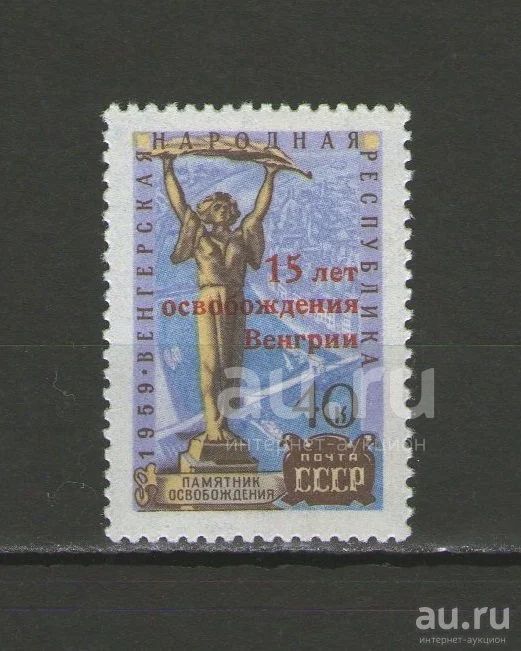 1959 • ВЕНГЕРСКАЯ
НАРОДНАЯ
РЕСПУБЛИКА
15 лет
освобождения
Венгрии
40к
ПОЧТА
СССР
ПАМЯТНИК
ОСВОБОЖДЕНИЯ
au.ru
интернет-аукцион
au.ru
интернет-аукцион